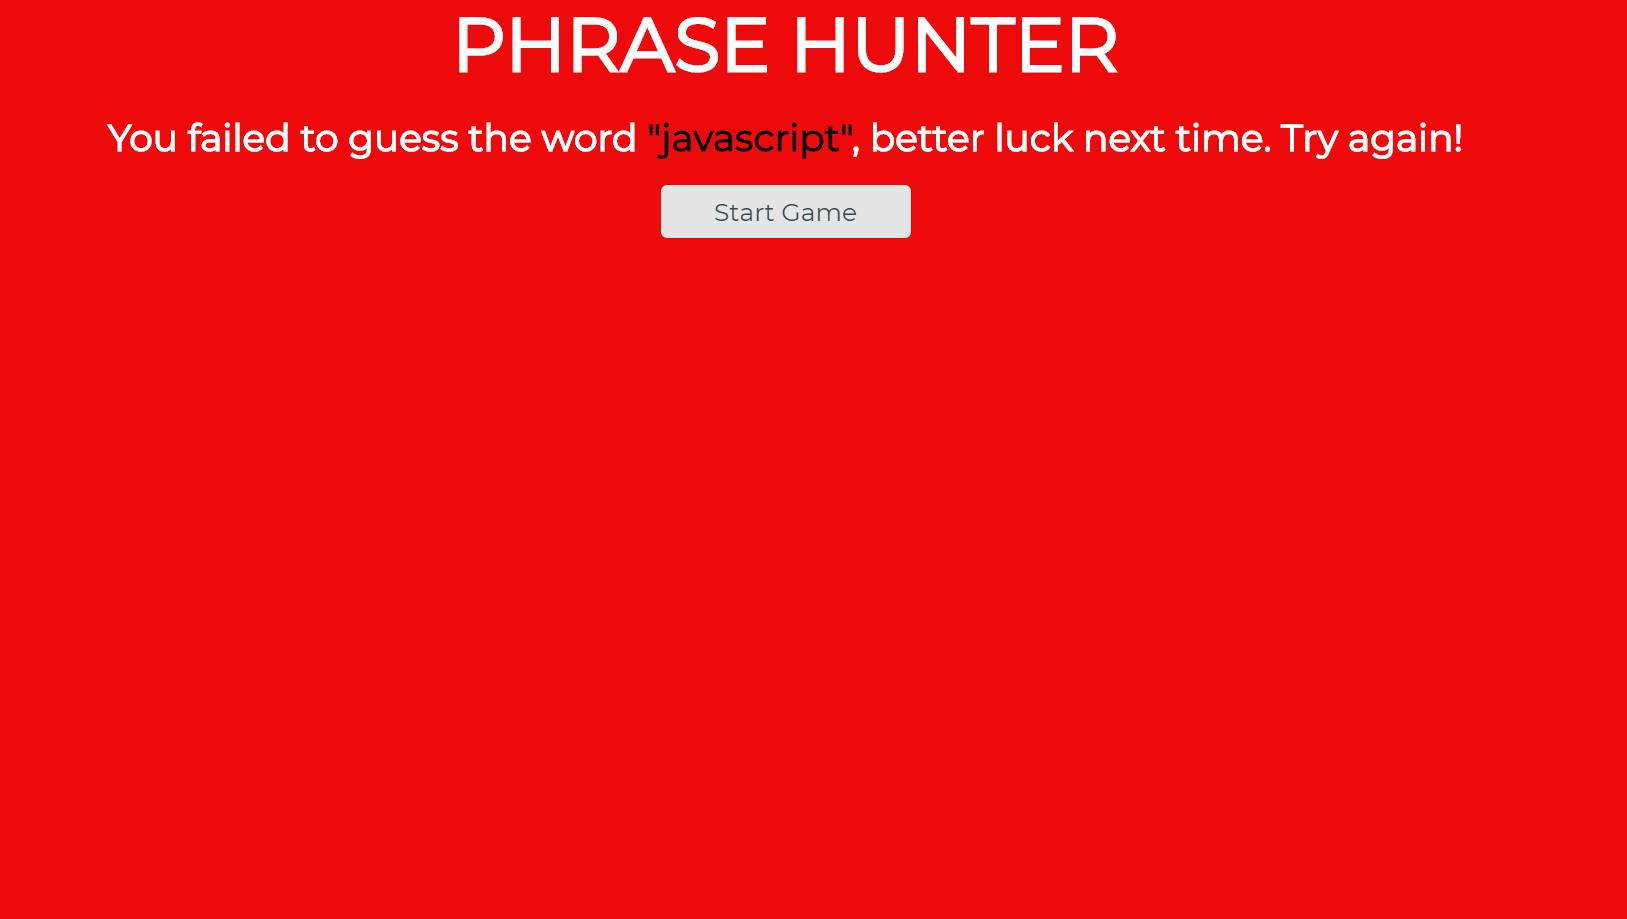 PHRASE HUNTER
You failed to guess the word "javascript", better luck next time. Try again!
Start Game